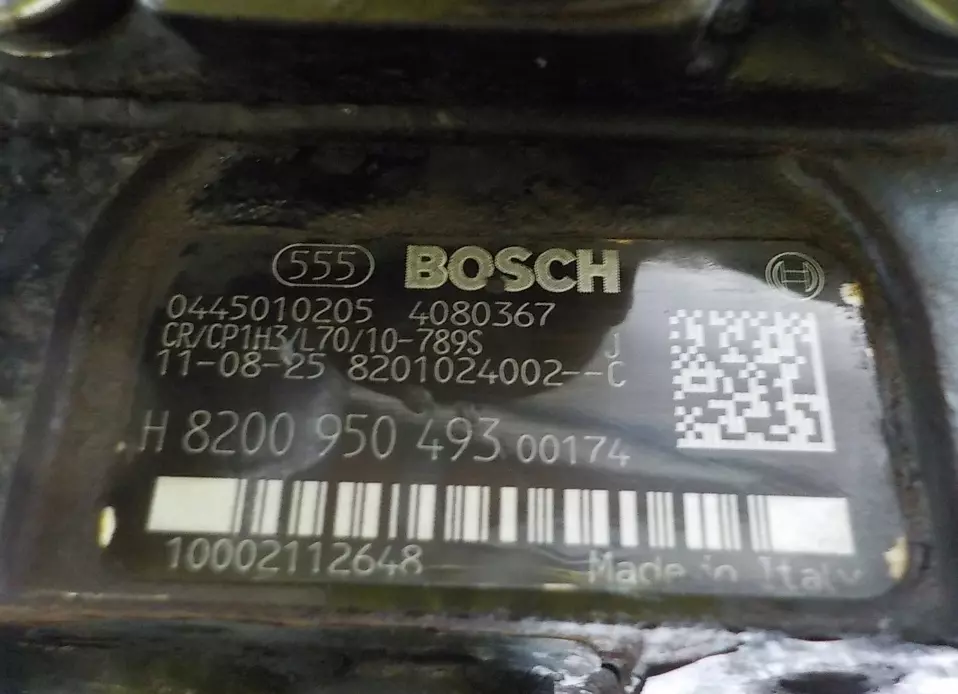 555 BOSCH
0445010205 4080367
CR/CP1H3/L70/10-789S J
11-08-25 8201024002--C
H 8200 950 493 00174
10002112648 Made in Italy